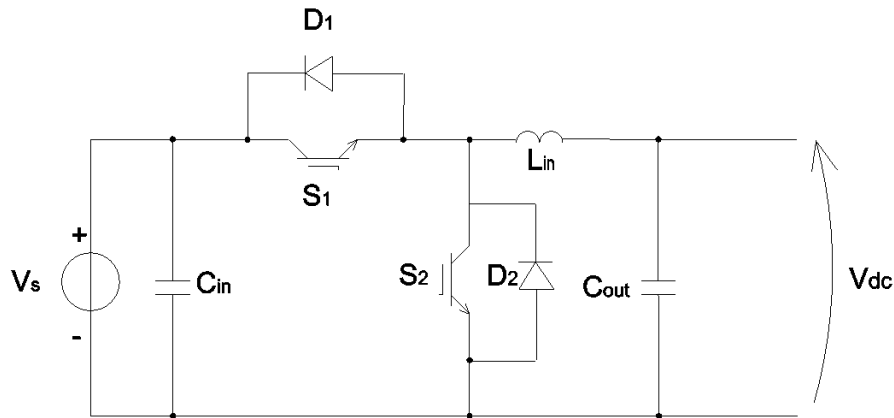 D1
S1
Lin
+
Vs
-
Cin
S2
D2
Cout
Vdc